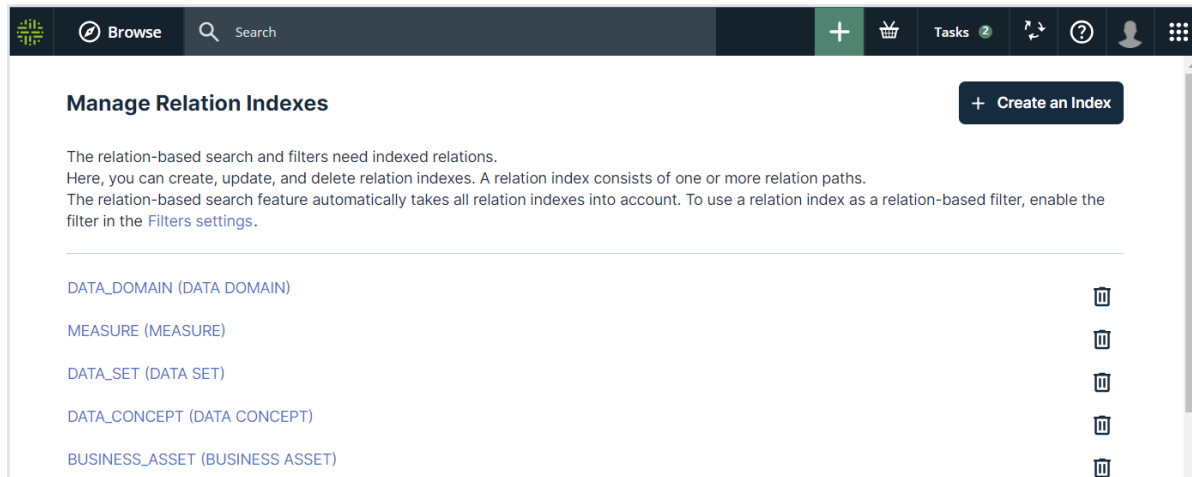 Browse
Search
Tasks 2
Manage Relation Indexes
+ Create an Index
The relation-based search and filters need indexed relations.
Here, you can create, update, and delete relation indexes. A relation index consists of one or more relation paths.
The relation-based search feature automatically takes all relation indexes into account. To use a relation index as a relation-based filter, enable the
filter in the Filters settings.
DATA_DOMAIN (DATA DOMAIN)
MEASURE (MEASURE)
DATA_SET (DATA SET)
DATA_CONCEPT (DATA CONCEPT)
BUSINESS_ASSET (BUSINESS ASSET)